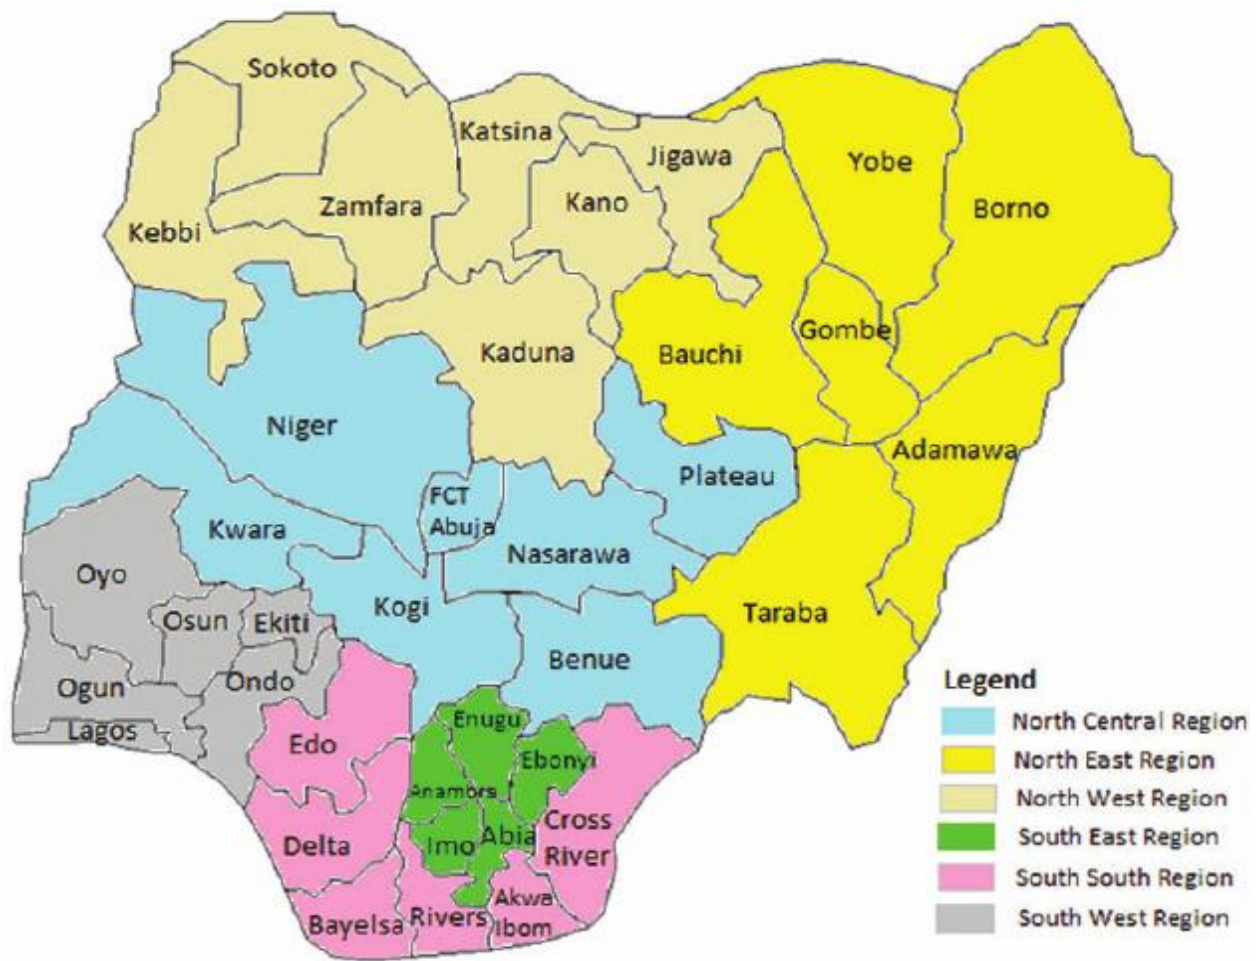 Sokoto
Katsina
Jigawa
Yobe
Kano
Zamfara
Borno
Kebbi
Gombe
Kaduna
Bauchi
Niger
Adamawa
Plateau
FCT
Abuja
Kwara
Nasarawa
Oyo
Kogi
Taraba
Osun
Ekiti
Benue
Ogun
Ondo
Lagos
Enugu
Edo
Ebonyi
Anamors
Cross
River
Abia
Imo
Delta
Akwa
Ibom
Rivers
Bayelsa
Legend
North Central Region
North East Region
North West Region
South East Region
South South Region
South West Region